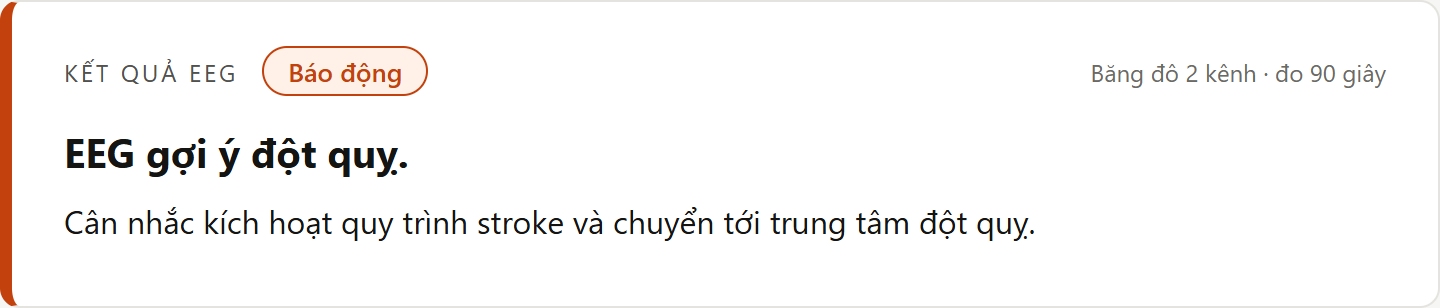 KẾT QUẢ EEG
Báo động
Băng đô 2 kênh · đo 90 giây
EEG gợi ý đột quỵ.
Cân nhắc kích hoạt quy trình stroke và chuyển tới trung tâm đột quỵ.